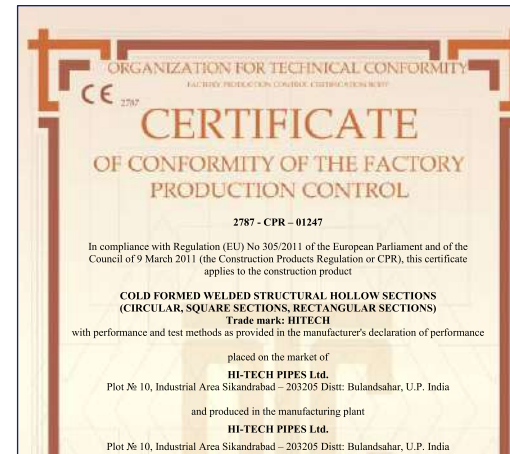 ORGANIZATION FOR TECHNICAL CONFORMITY
FACTORY PRODUCTION CONTROL CERTIFICATION BODY
CE 2787
CERTIFICATE
OF CONFORMITY OF THE FACTORY
PRODUCTION CONTROL
2787 - CPR – 01247
In compliance with Regulation (EU) No 305/2011 of the European Parliament and of the
Council of 9 March 2011 (the Construction Products Regulation or CPR), this certificate
applies to the construction product
COLD FORMED WELDED STRUCTURAL HOLLOW SECTIONS
(CIRCULAR, SQUARE SECTIONS, RECTANGULAR SECTIONS)
Trade mark: HITECH
with performance and test methods as provided in the manufacturer's declaration of performance
placed on the market of
HI-TECH PIPES Ltd.
Plot № 10, Industrial Area Sikandrabad – 203205 Distt: Bulandsahar, U.P. India
and produced in the manufacturing plant
HI-TECH PIPES Ltd.
Plot № 10, Industrial Area Sikandrabad – 203205 Distt: Bulandsahar, U.P. India